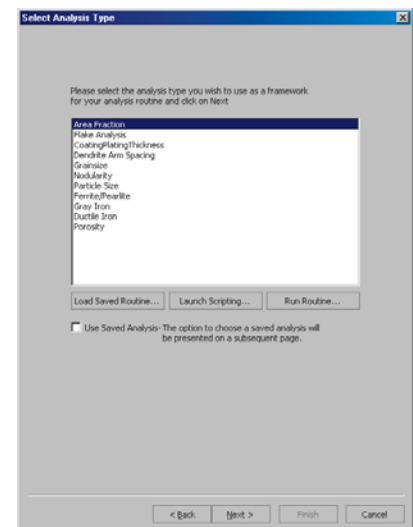 Select Analysis Type
Please select the analysis type you wish to use as a framework
for your analysis routine and click on Next
Area Fraction
Flake Analysis
CoatingPlatingThickness
Dendrite Arm Spacing
Grainsize
Nodularity
Particle Size
Ferrite/Pearlite
Gray Iron
Ductile Iron
Porosity
Load Saved Routine... Launch Scripting... Run Routine...
Use Saved Analysis- The option to choose a saved analysis will
be presented on a subsequent page.
< Back Next > Finish Cancel